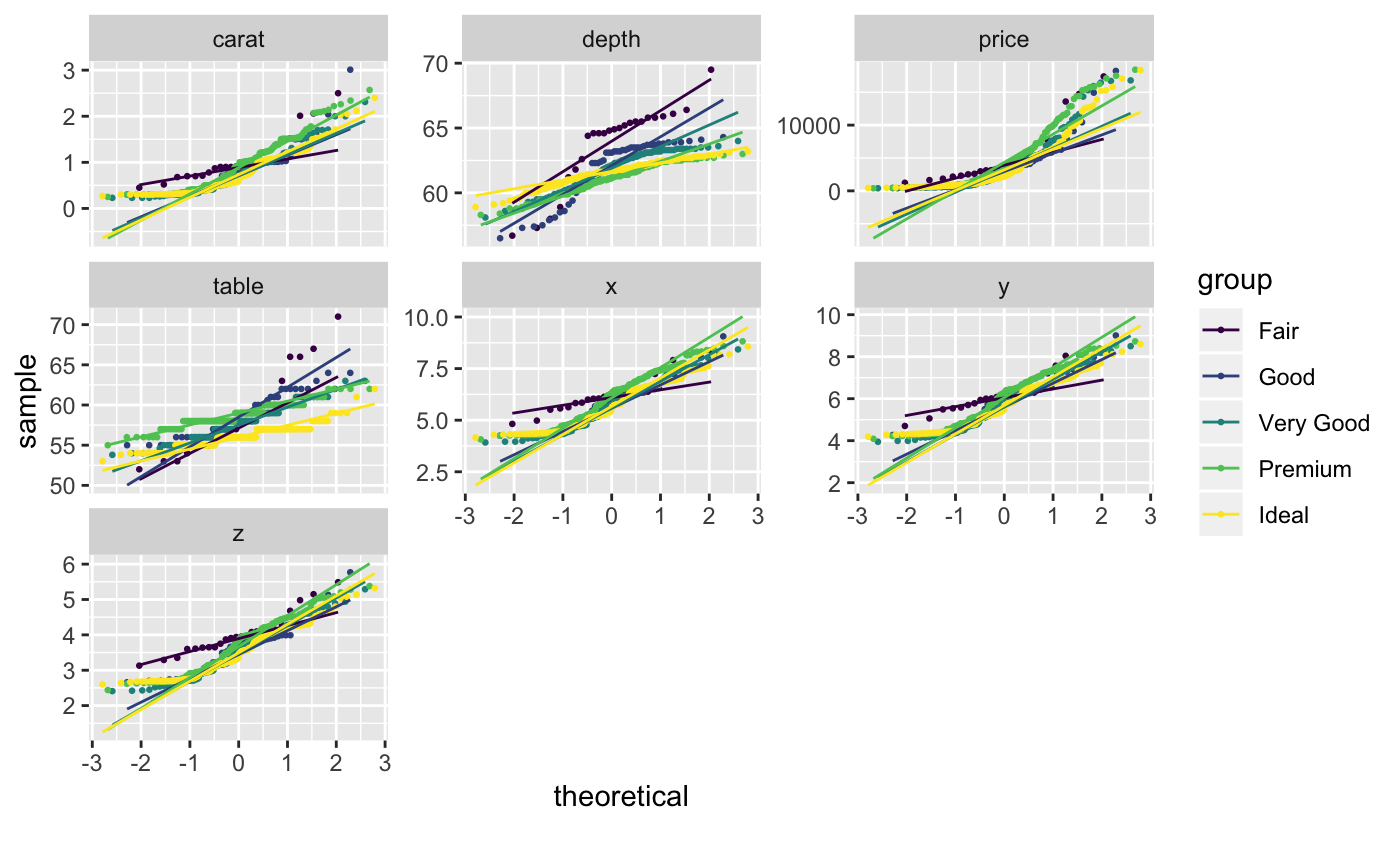 carat depth price
3
2
1
0
70
65
60
10000
0
table x y
70
65
60
55
50
10.0
7.5
5.0
2.5
10
8
6
4
2
-3 -2 -1 0 1 2 3
-3 -2 -1 0 1 2 3
z
6
5
4
3
2
-3 -2 -1 0 1 2 3
sample
theoretical
group
Fair
Good
Very Good
Premium
Ideal